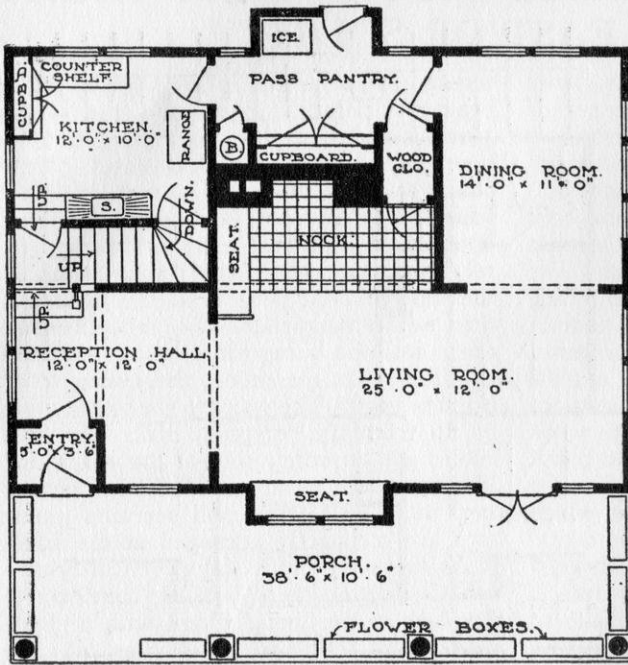 ICE.
COUNTER
SHELF.
CUPB'D.
PASS PANTRY.
KITCHEN.
12'-0" x 10'-0"
RANGE
B
CUPBOARD.
WOOD
CLO.
DINING ROOM.
14'-0" x 11'-0"
UP.
S.
DOWN.
SEAT.
NOOK.
UP
UP.
RECEPTION HALL
12'-0" x 12'-0"
LIVING ROOM.
25'-0" 12'-0"
ENTRY.
5'-0 x 3'-6"
SEAT.
PORCH.
38'-6" x 10'-6"
FLOWER BOXES.